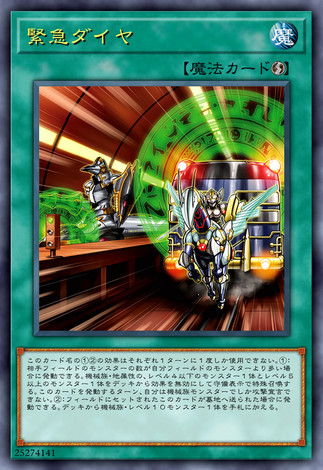 緊急ダイヤ
魔
【魔法カード】
このカード名の①②の効果はそれぞれ１ターンに１度しか使用できない。①：
相手フィールドのモンスターの数が自分フィールドのモンスターより多い場
合に発動できる。機械族・地属性の、レベル４以下のモンスター１体とレベル５
以上のモンスター１体をデッキから効果を無効にして守備表示で特殊召喚す
る。このカードを発動するターン、自分は機械族モンスターでしか攻撃宣言で
きない。②：フィールドにセットされたこのカードが墓地へ送られた場合に発
動できる。デッキから機械族・レベル１０モンスター１体を手札に加える。
25274141